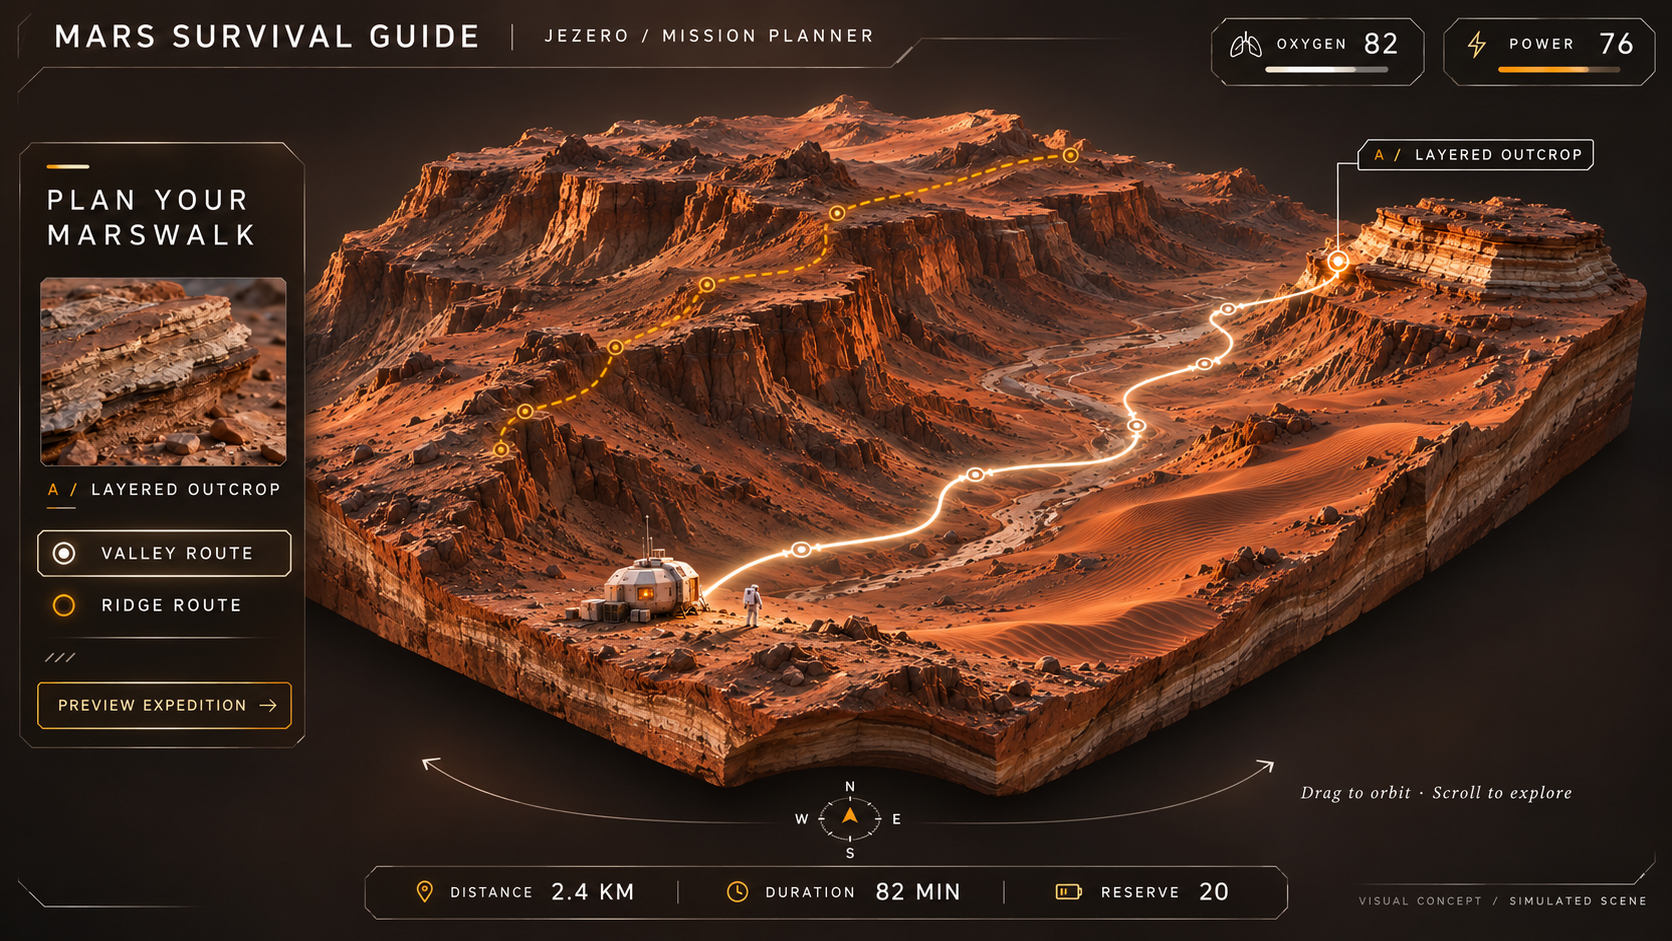 MARS SURVIVAL GUIDE
JEZERO / MISSION PLANNER
OXYGEN 82
POWER 76
A / LAYERED OUTCROP
PLAN YOUR
MARSWALK
A / LAYERED OUTCROP
VALLEY ROUTE
RIDGE ROUTE
PREVIEW EXPEDITION →
N
W E
S
Drag to orbit · Scroll to explore
DISTANCE 2.4 KM
DURATION 82 MIN
RESERVE 20
VISUAL CONCEPT / SIMULATED SCENE